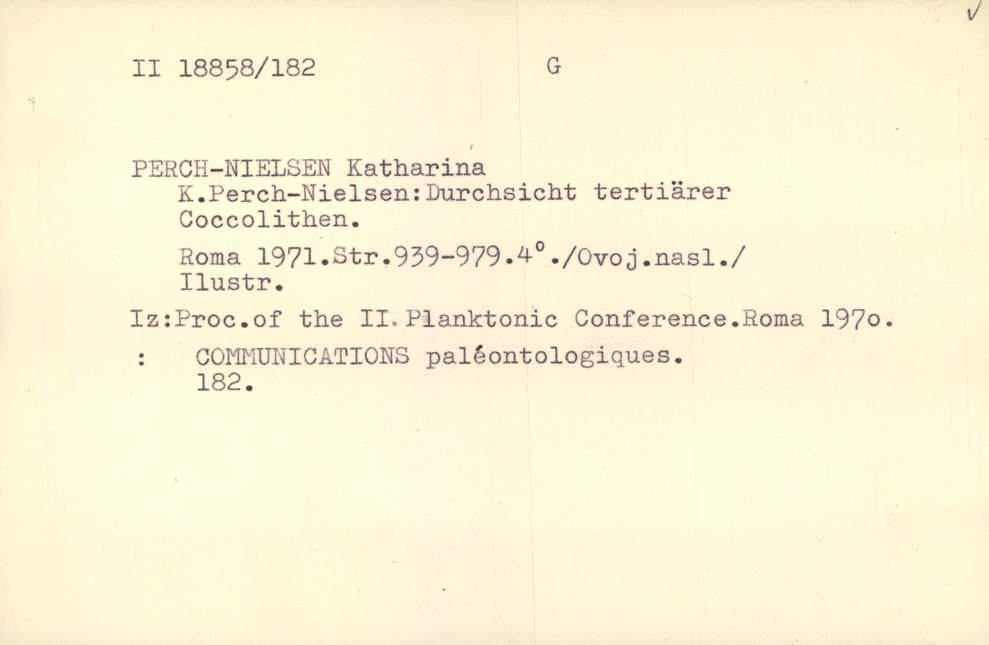 II 18858/182 G
PERCH-NIELSEN Katharina
K.Perch-Nielsen:Durchsicht tertiärer
Coccolithen.
Roma 1971.Str.939-979.4°./Ovoj.nasl./
Ilustr.
Iz:Proc.of the II.Planktonic Conference.Roma 197o.
: COMMUNICATIONS paléontologiques.
182.